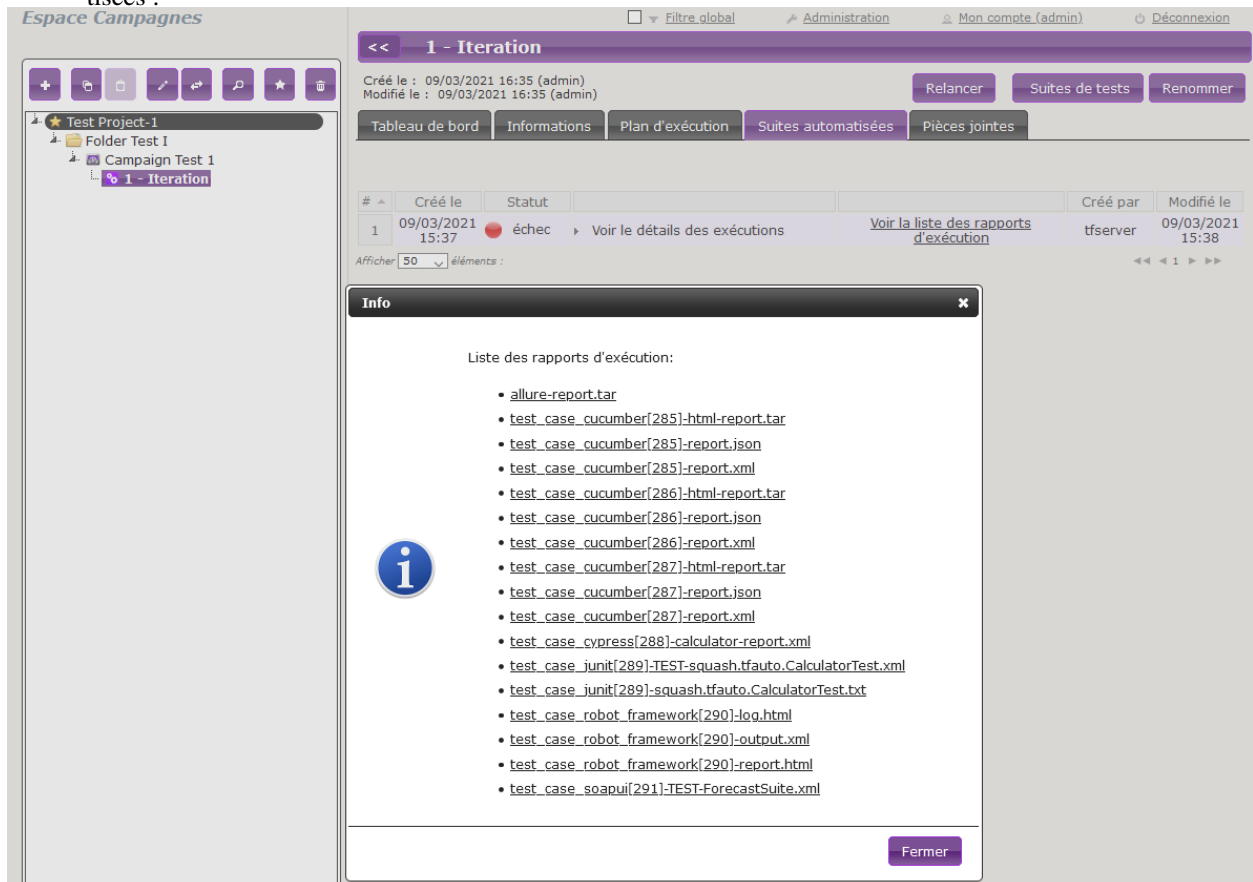 tisées :
Espace Campagnes
Filtre global Administration Mon compte (admin) Déconnexion
<< 1 - Iteration
Créé le : 09/03/2021 16:35 (admin)
Modifié le : 09/03/2021 16:35 (admin)
Relancer Suites de tests Renommer
Test Project-1
Folder Test I
Campaign Test 1
1 - Iteration
Tableau de bord Informations Plan d'exécution Suites automatisées Pièces jointes
# Créé le Statut Créé par Modifié le
1 09/03/2021 15:37 échec Voir le détails des exécutions Voir la liste des rapports d'exécution tfserver 09/03/2021 15:38
Afficher 50 éléments : 1
Info
Liste des rapports d'exécution:
• allure-report.tar
• test_case_cucumber[285]-html-report.tar
• test_case_cucumber[285]-report.json
• test_case_cucumber[285]-report.xml
• test_case_cucumber[286]-html-report.tar
• test_case_cucumber[286]-report.json
• test_case_cucumber[286]-report.xml
• test_case_cucumber[287]-html-report.tar
• test_case_cucumber[287]-report.json
• test_case_cucumber[287]-report.xml
• test_case_cypress[288]-calculator-report.xml
• test_case_junit[289]-TEST-squash.tfauto.CalculatorTest.xml
• test_case_junit[289]-squash.tfauto.CalculatorTest.txt
• test_case_robot_framework[290]-log.html
• test_case_robot_framework[290]-output.xml
• test_case_robot_framework[290]-report.html
• test_case_soapui[291]-TEST-ForecastSuite.xml
Fermer